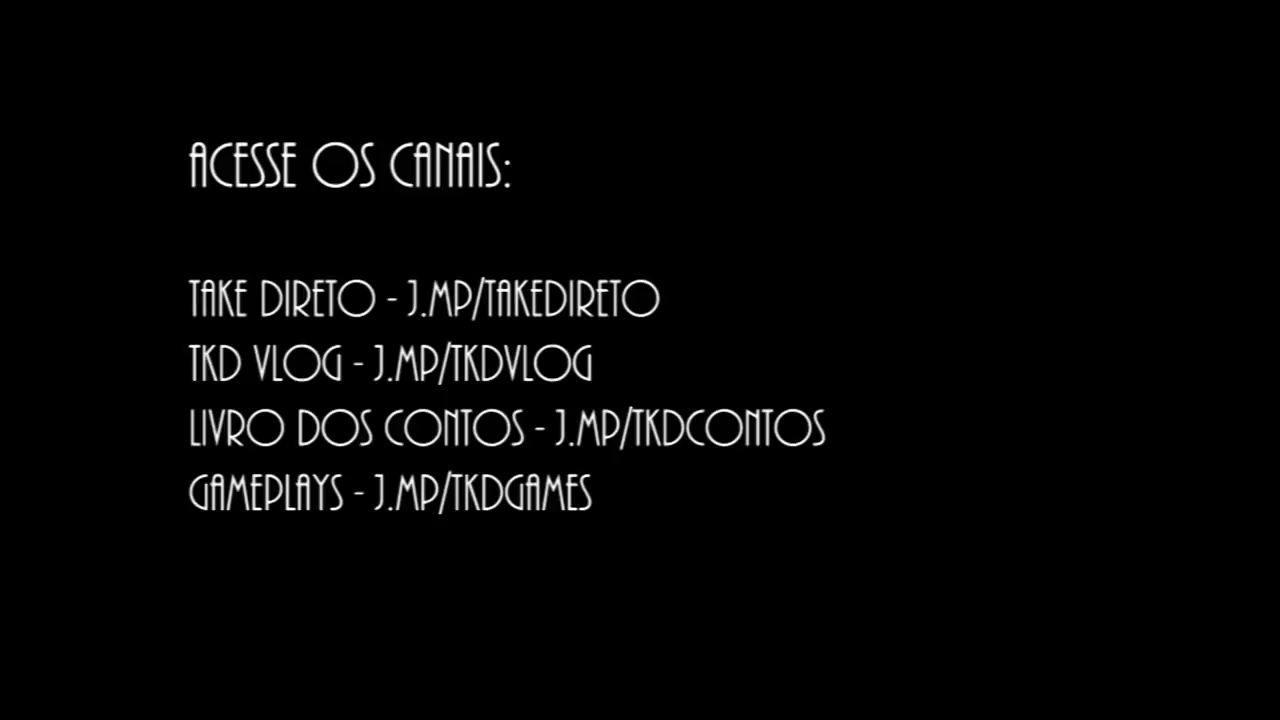 ACESSE OS CANAIS:
TAKE DIRETO - J.MP/TAKEDIRETO
TKD VLOG - J.MP/TKDVLOG
LIVRO DOS CONTOS - J.MP/TKDCONTOS
GAMEPLAYS - J.MP/TKDGAMES